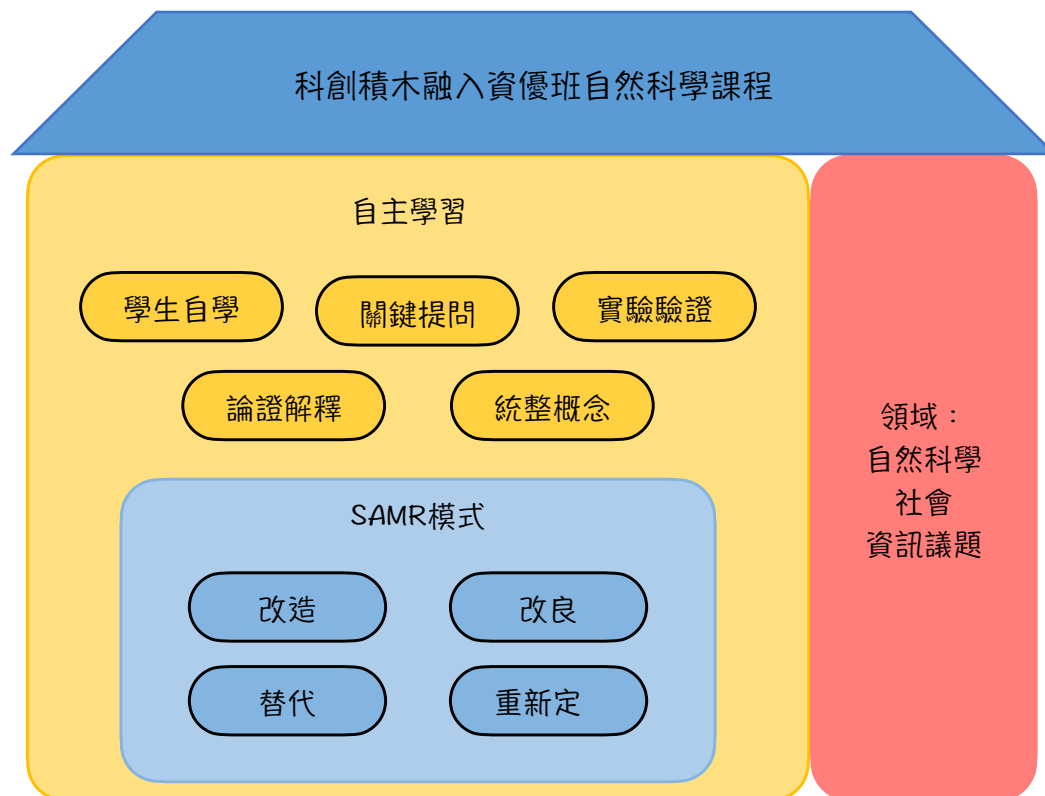 科創積木融入資優班自然科學課程
自主學習
學生自學
關鍵提問
實驗驗證
論證解釋
統整概念
SAMR模式
改造
改良
替代
重新定
領域：
自然科學
社會
資訊議題